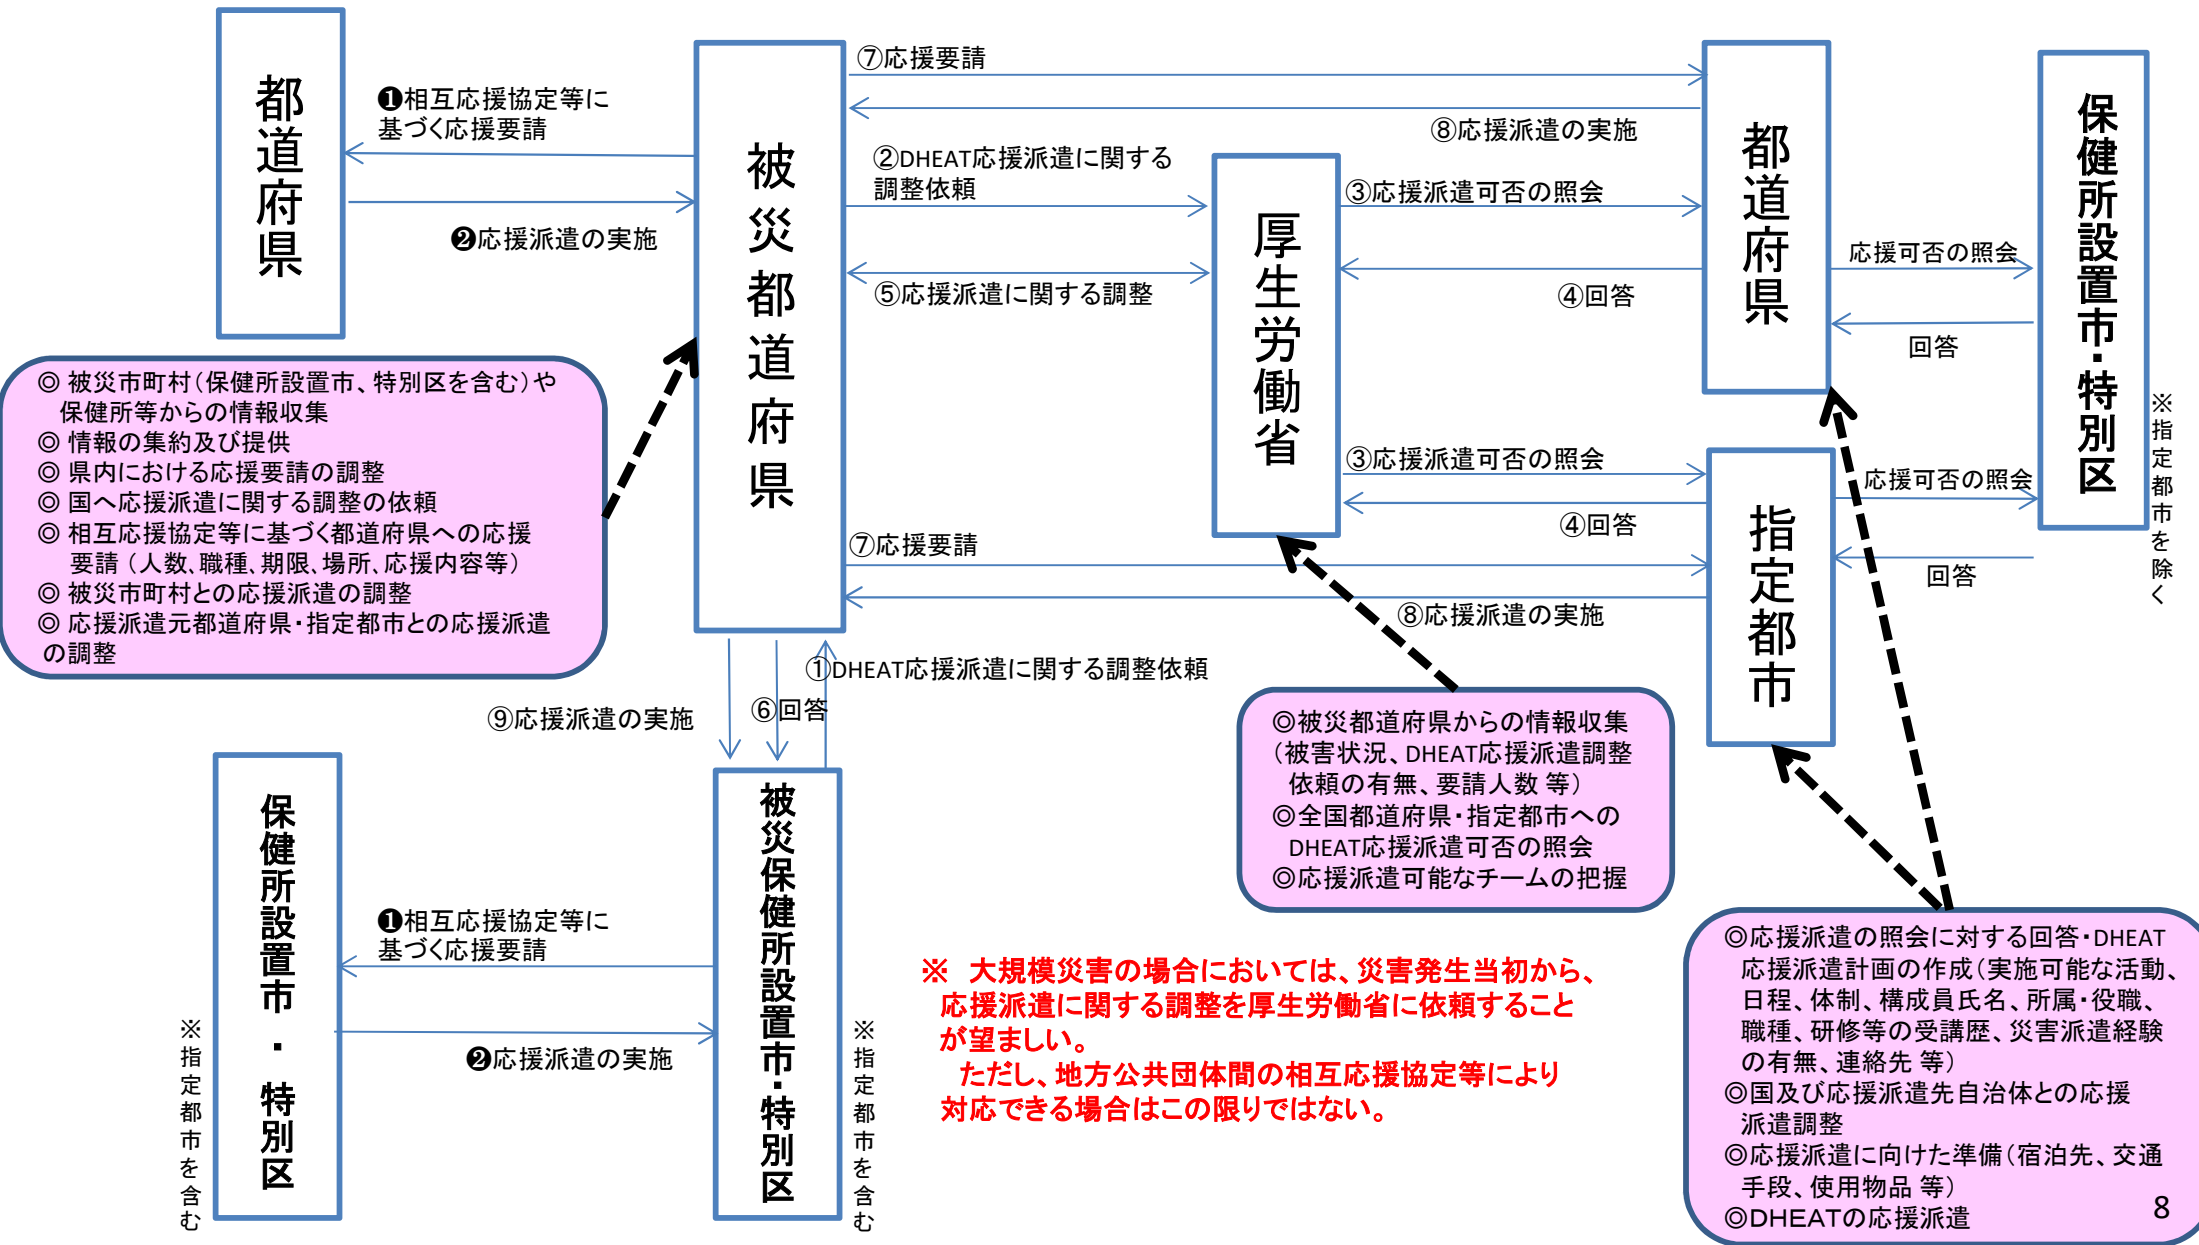 都道府県
❶相互応援協定等に
基づく応援要請
❷応援派遣の実施
被災都道府県
⑦応援要請
⑧応援派遣の実施
②DHEAT応援派遣に関する
調整依頼
③応援派遣可否の照会
⑤応援派遣に関する調整
④回答
厚生労働省
都道府県
応援可否の照会
回答
保健所設置市・特別区
※指定都市を除く
③応援派遣可否の照会
④回答
⑦応援要請
⑧応援派遣の実施
指定都市
応援可否の照会
回答
◎ 被災市町村（保健所設置市、特別区を含む）や
保健所等からの情報収集
◎ 情報の集約及び提供
◎ 県内における応援要請の調整
◎ 国へ応援派遣に関する調整の依頼
◎ 相互応援協定等に基づく都道府県への応援
要請（人数、職種、期限、場所、応援内容等）
◎ 被災市町村との応援派遣の調整
◎ 応援派遣元都道府県・指定都市との応援派遣
の調整
①DHEAT応援派遣に関する調整依頼
⑥回答
⑨応援派遣の実施
◎被災都道府県からの情報収集
（被害状況、DHEAT応援派遣調整
依頼の有無、要請人数 等）
◎全国都道府県・指定都市への
DHEAT応援派遣可否の照会
◎応援派遣可能なチームの把握
保健所設置市・特別区
※指定都市を含む
❶相互応援協定等に
基づく応援要請
❷応援派遣の実施
被災保健所設置市・特別区
※指定都市を含む
※　大規模災害の場合においては、災害発生当初から、
応援派遣に関する調整を厚生労働省に依頼すること
が望ましい。
ただし、地方公共団体間の相互応援協定等により
対応できる場合はこの限りではない。
◎応援派遣の照会に対する回答・DHEAT
応援派遣計画の作成（実施可能な活動、
日程、体制、構成員氏名、所属・役職、
職種、研修等の受講歴、災害派遣経験
の有無、連絡先 等）
◎国及び応援派遣先自治体との応援
派遣調整
◎応援派遣に向けた準備（宿泊先、交通
手段、使用物品 等）
◎DHEATの応援派遣
8